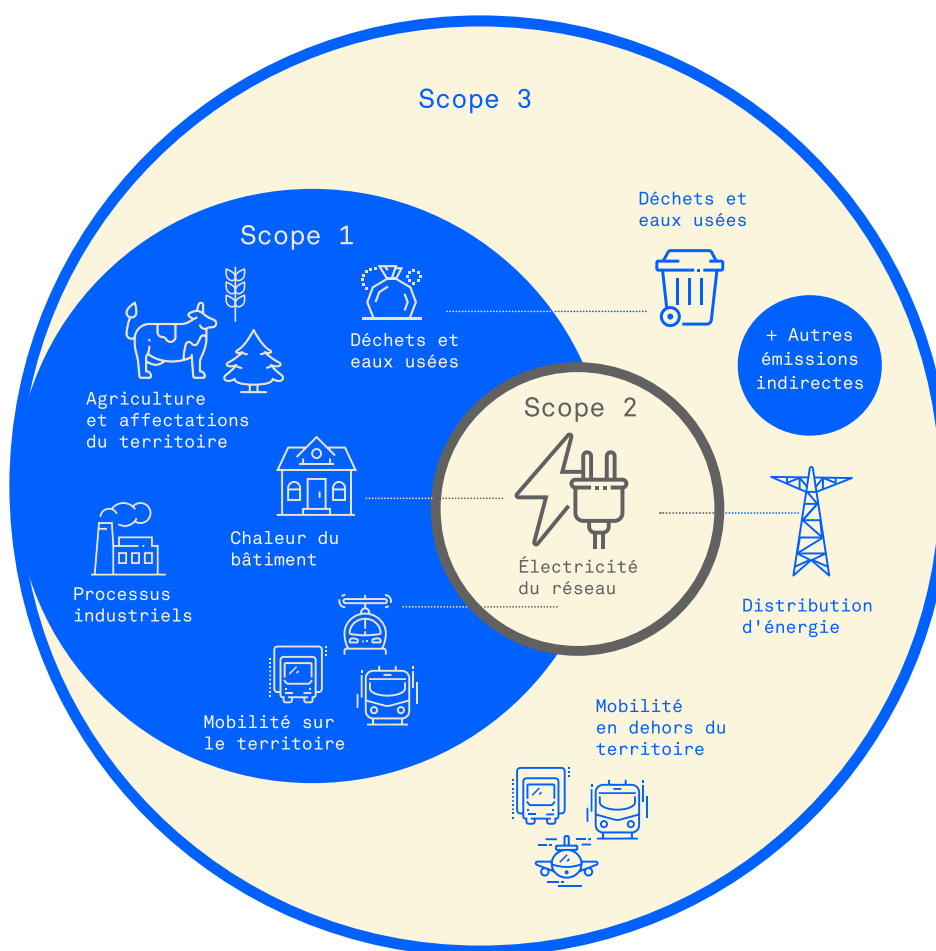 Scope 3
Scope 1
Déchets et
eaux usées
Agriculture
et affectations
du territoire
Chaleur du
bâtiment
Processus
industriels
Mobilité sur
le territoire
Scope 2
Électricité
du réseau
Déchets et
eaux usées
+ Autres
émissions
indirectes
Distribution
d'énergie
Mobilité
en dehors du
territoire